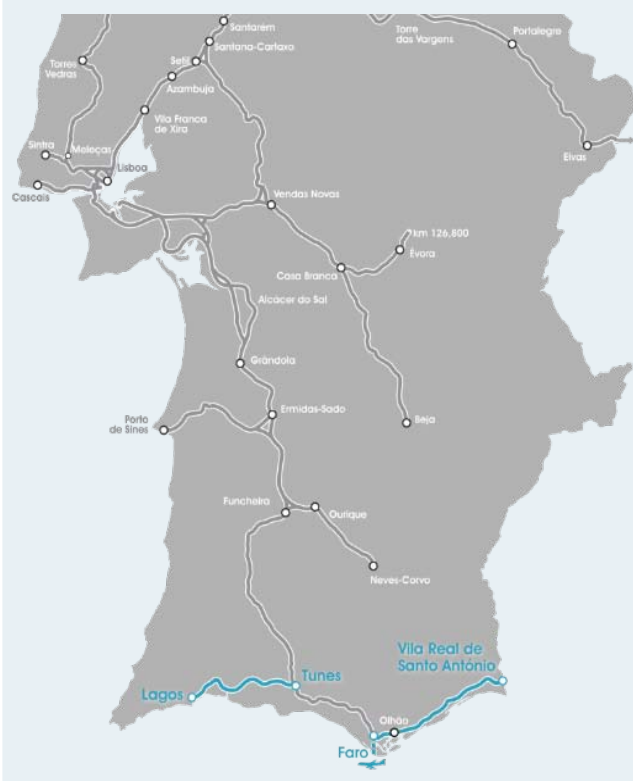 Santarém
Torre
das Vargens
Portalegre
Santana-Cartaxo
Setil
Torres
Vedras
Azambuja
Vila Franca
de Xira
Sintra
Meleças
Elvas
Lisboa
Cascais
Vendas Novas
km 126,800
Évora
Casa Branca
Alcácer do Sal
Grândola
Ermidas-Sado
Porto
de Sines
Beja
Funcheira
Ourique
Neves-Corvo
Vila Real de
Santo António
Tunes
Lagos
Olhão
Faro